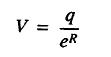 V = q / e^R